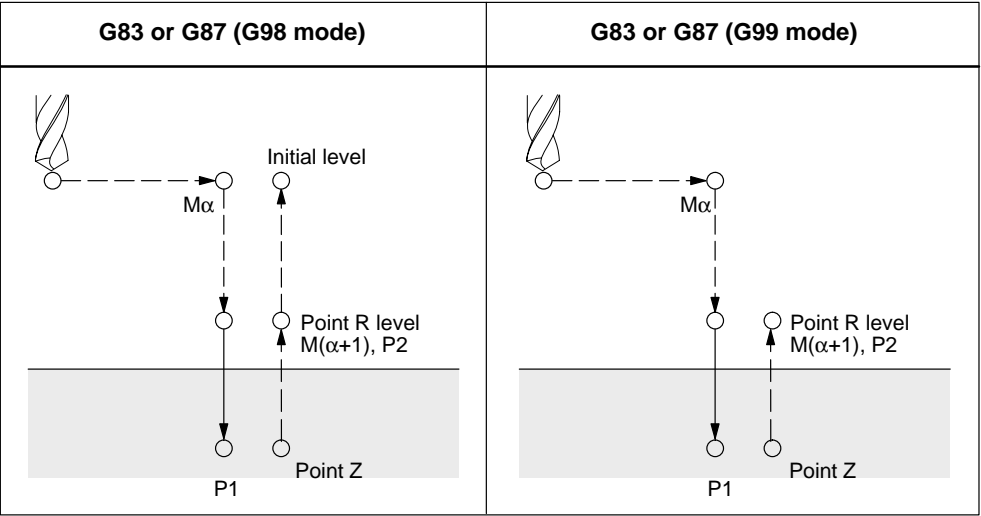 G83 or G87 (G98 mode)
G83 or G87 (G99 mode)
Initial level
Mα
Point R level
M(α+1), P2
Point Z
P1
Mα
Point R level
M(α+1), P2
Point Z
P1